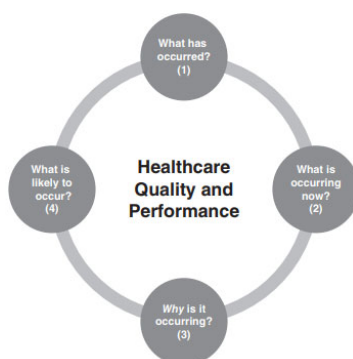 What has
occurred?
(1)
What is
likely to
occur?
(4)
Healthcare
Quality and
Performance
What is
occurring
now?
(2)
Why is it
occurring?
(3)